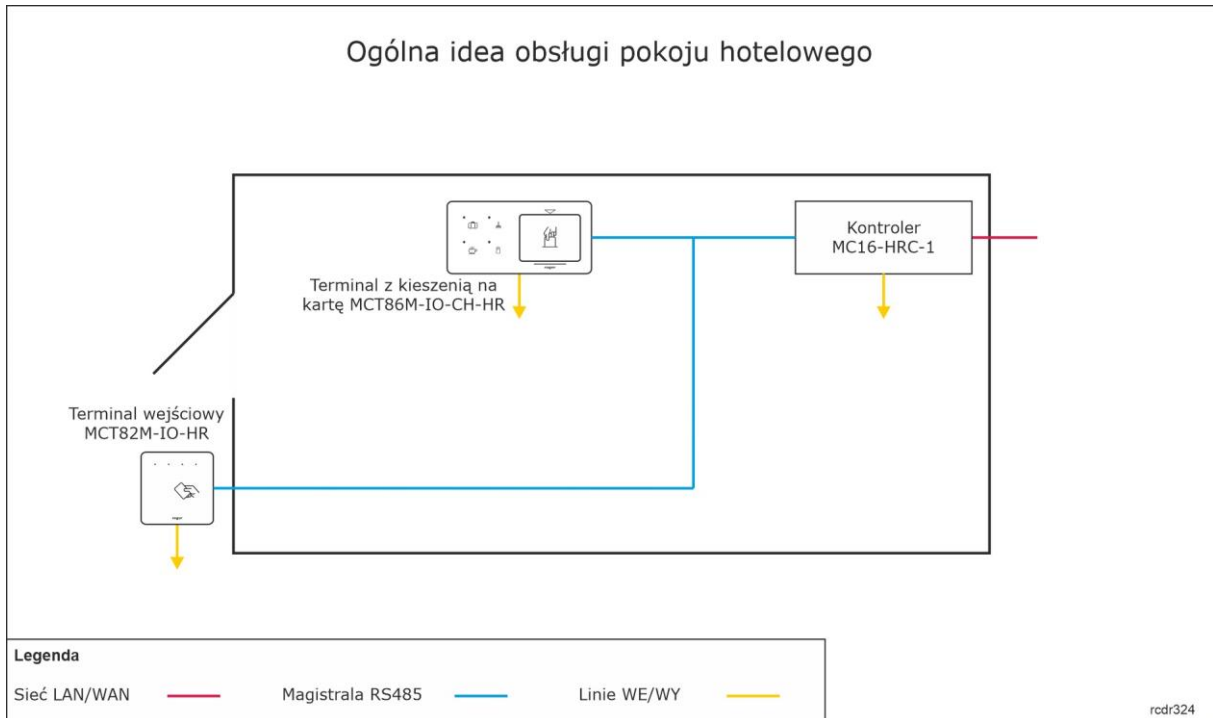 Ogólna idea obsługi pokoju hotelowego
Kontroler
MC16-HRC-1
Terminal z kieszenią na
kartę MCT86M-IO-CH-HR
Terminal wejściowy
MCT82M-IO-HR
Legenda
Sieć LAN/WAN
Magistrala RS485
Linie WE/WY
rcdr324